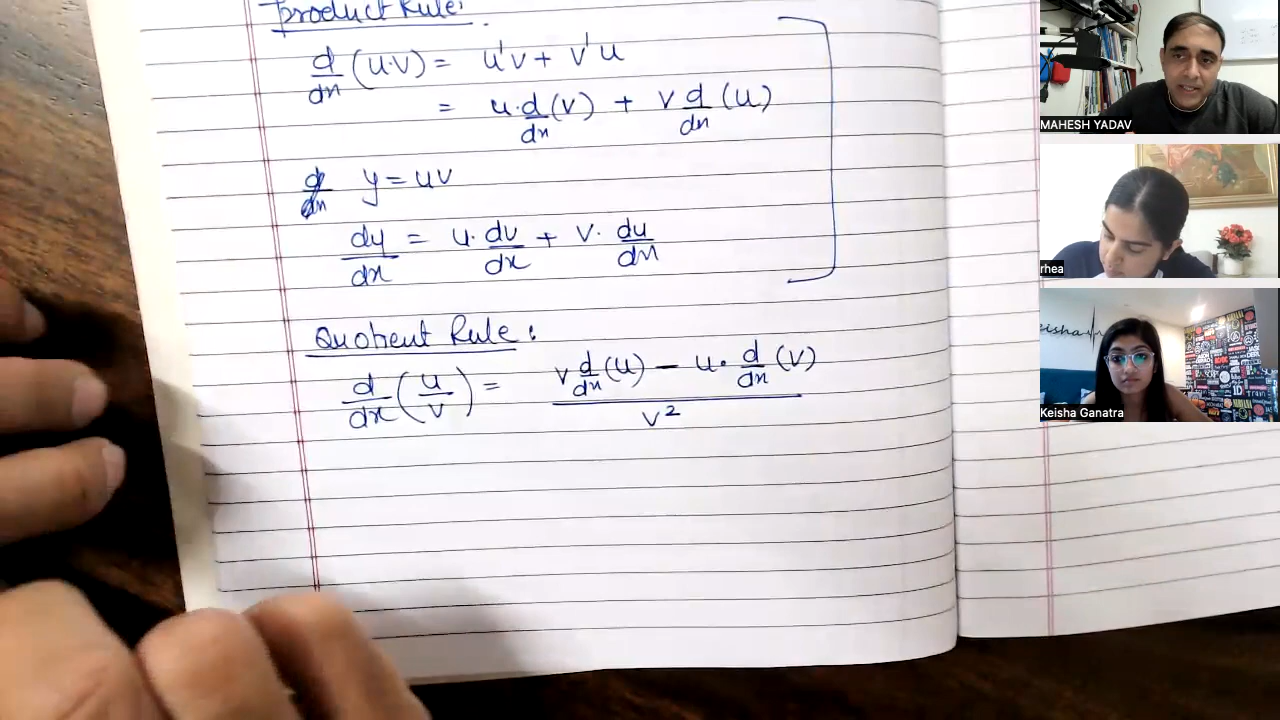 Product Rule:
d/dx (u.v) = u'v + v'u
= u.d/dx (v) + v d/dx (u)
y = uv
dy/dx = u. dv/dx + v. du/dx
Quotient Rule:
d/dx (u/v) = (v d/dx (u) – u. d/dx (v)) / v²
MAHESH YADAV
rhea
Keisha Ganatra
keisha